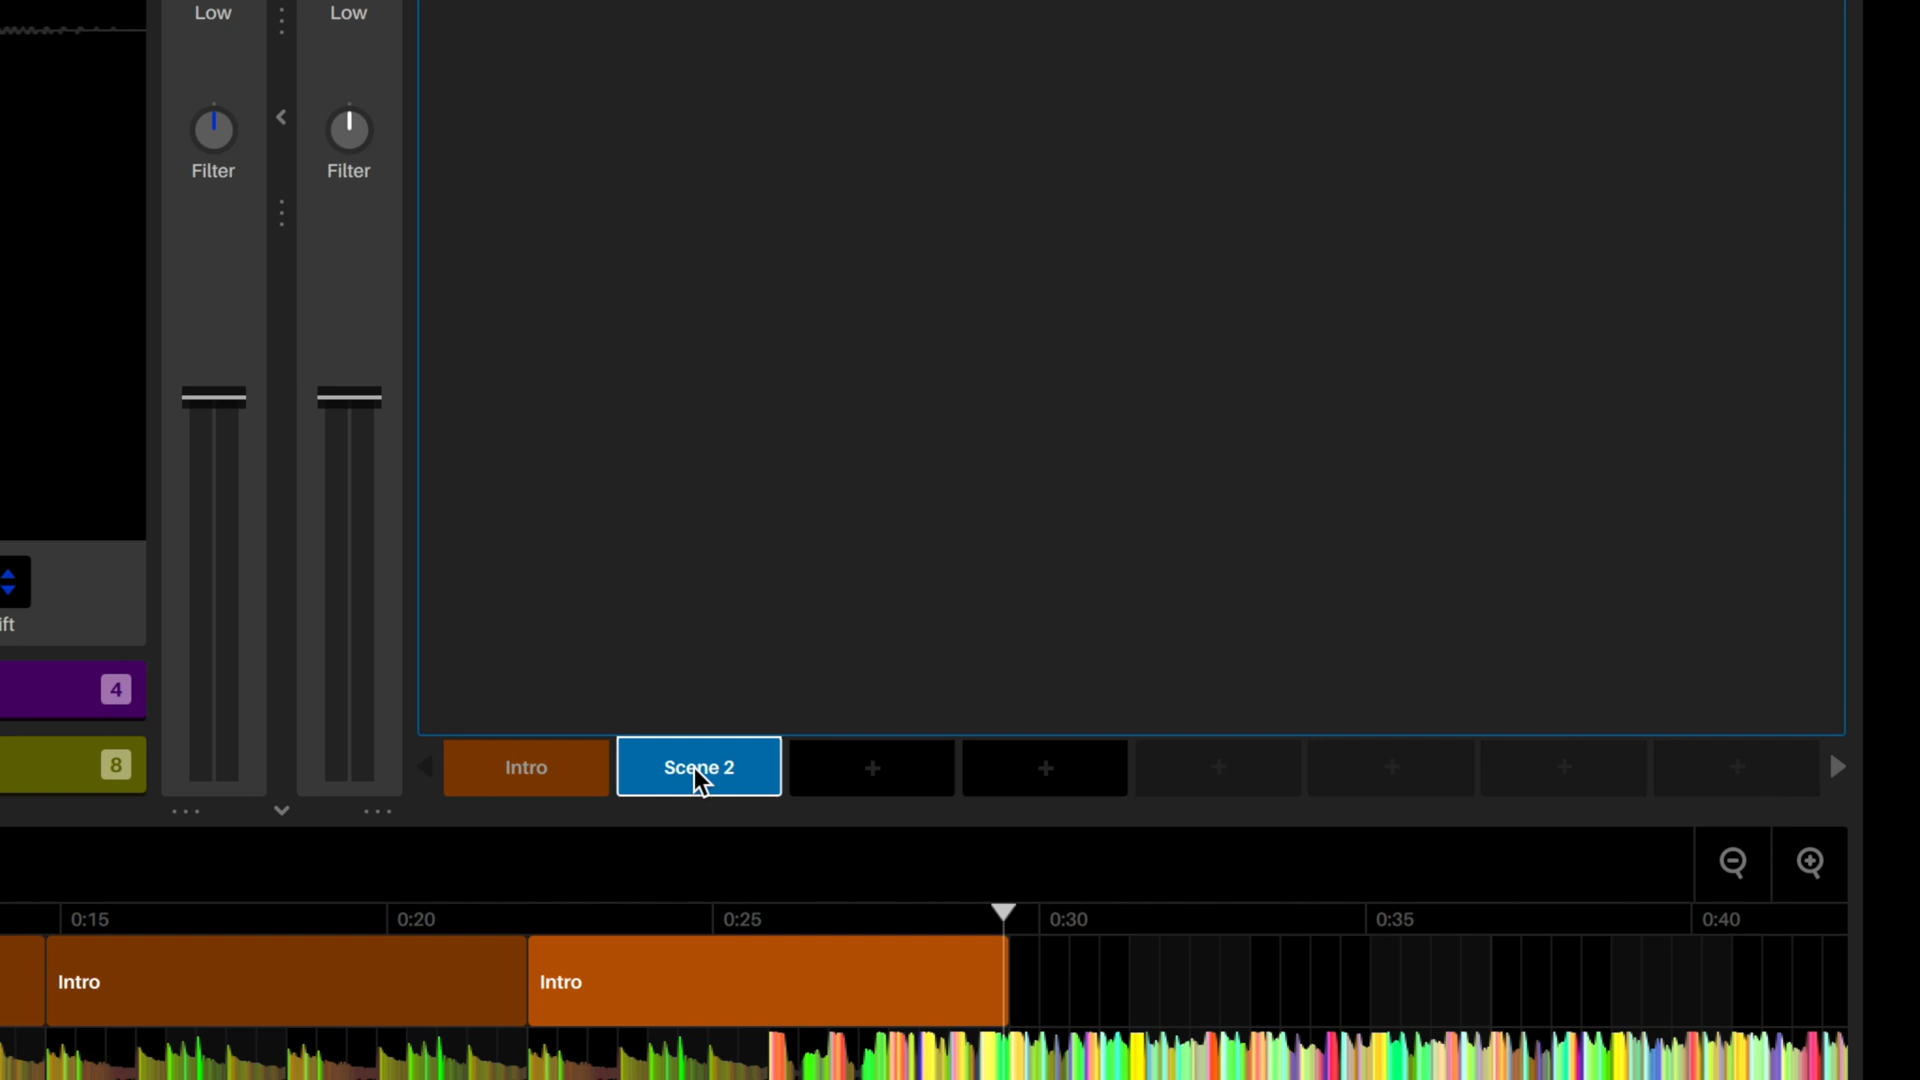 Low
Low
Filter
Filter
ift
4
8
Intro
Scene 2
+
+
+
+
+
+
0:15
0:20
0:25
0:30
0:35
0:40
Intro
Intro